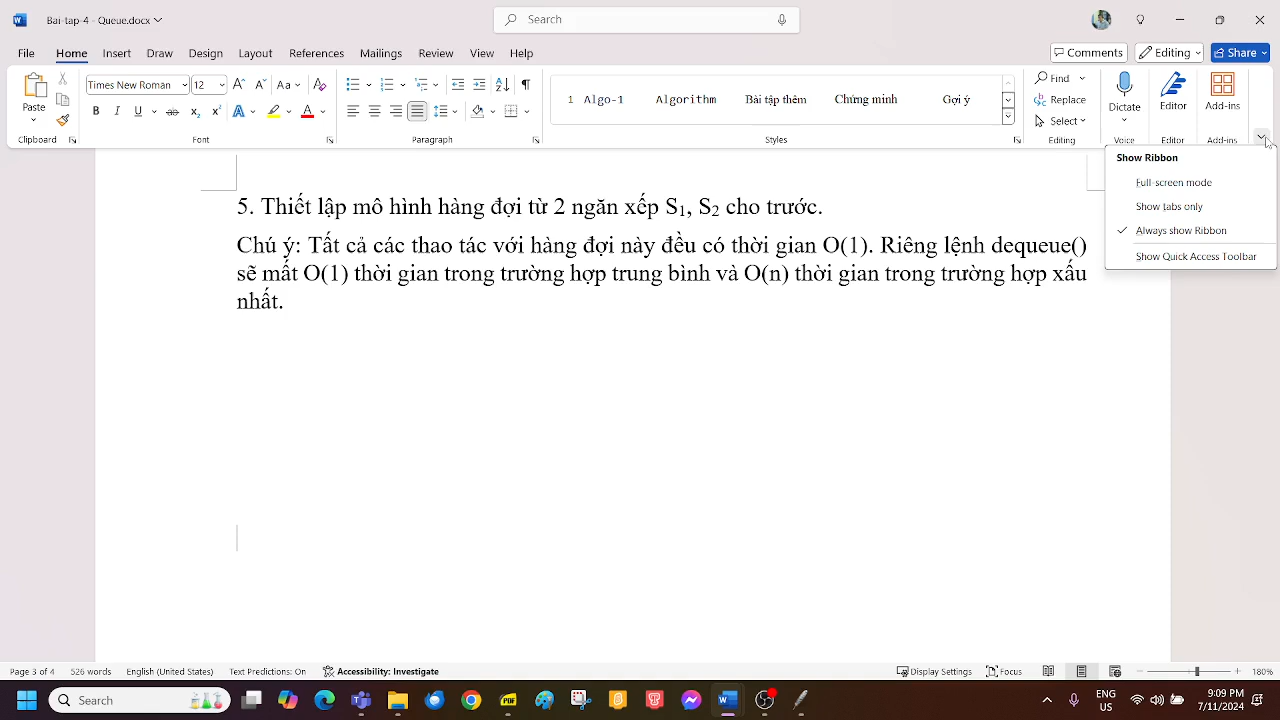 Bai-tap-4 - Queue.docx
Search
File Home Insert Draw Design Layout References Mailings Review View Help
Comments Editing Share
Paste
Times New Roman 12 Aa
B I U ab x₂ x² A A
1 Algo-1 Algorithm Bài tập thêm Chứng minh Gợi ý
Find
Replace
Select
Dictate Editor Add-ins
Clipboard Font Paragraph Styles Editing Voice Editor Add-ins
Show Ribbon
Full-screen mode
Show tabs only
Always show Ribbon
Show Quick Access Toolbar
5. Thiết lập mô hình hàng đợi từ 2 ngăn xếp S₁, S₂ cho trước.
Chú ý: Tất cả các thao tác với hàng đợi này đều có thời gian O(1). Riêng lệnh dequeue()
sẽ mất O(1) thời gian trong trường hợp trung bình và O(n) thời gian trong trường hợp xấu
nhất.
Page 3 of 4 526 words English (United States) Text Predictions: On Accessibility: Investigate Display Settings Focus 180%
Search
PDF
ENG
US
9:09 PM
7/11/2024